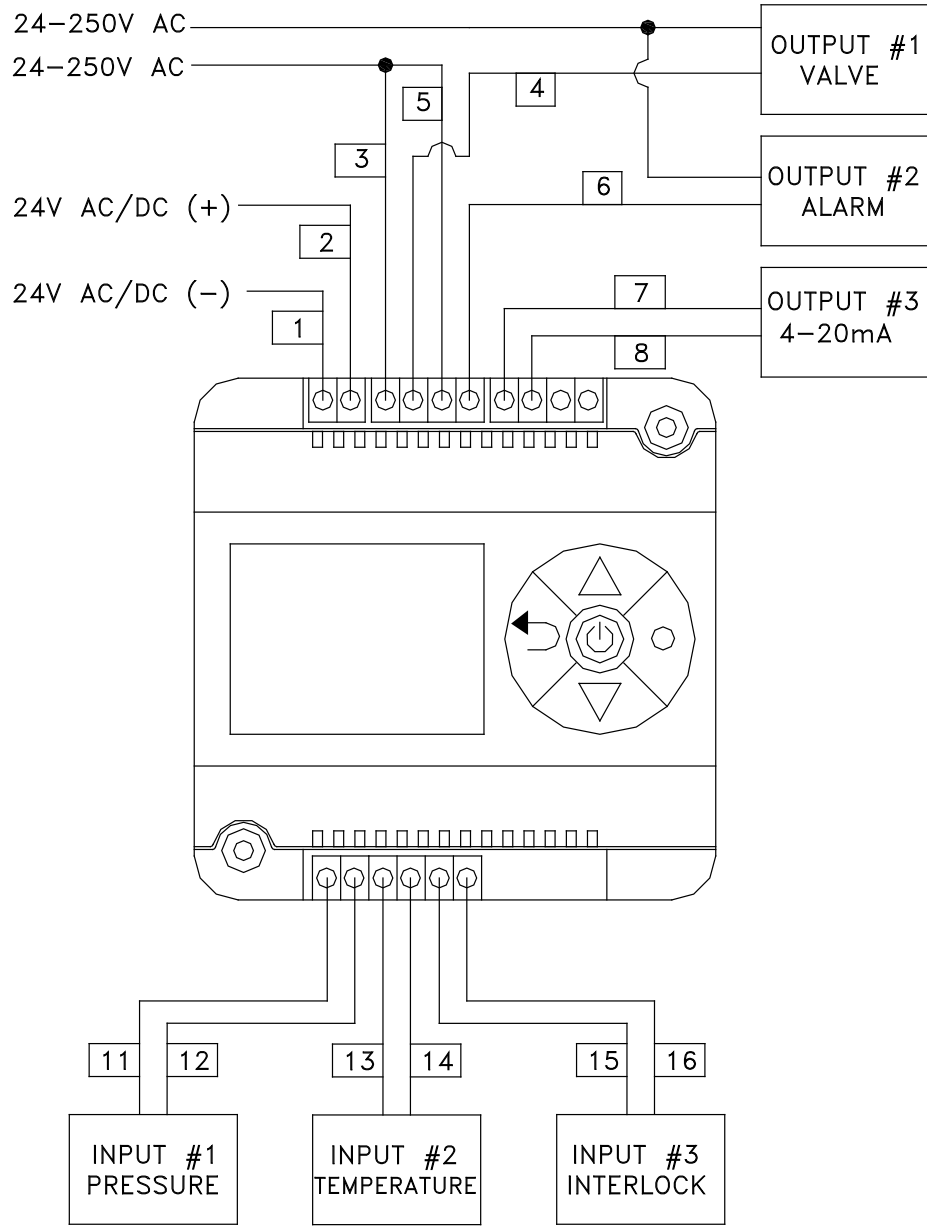 24-250V AC
24-250V AC
OUTPUT #1
VALVE
4
5
3
OUTPUT #2
ALARM
6
24V AC/DC (+)
2
24V AC/DC (-)
1
7
8
OUTPUT #3
4-20mA
11
12
13
14
15
16
INPUT #1
PRESSURE
INPUT #2
TEMPERATURE
INPUT #3
INTERLOCK